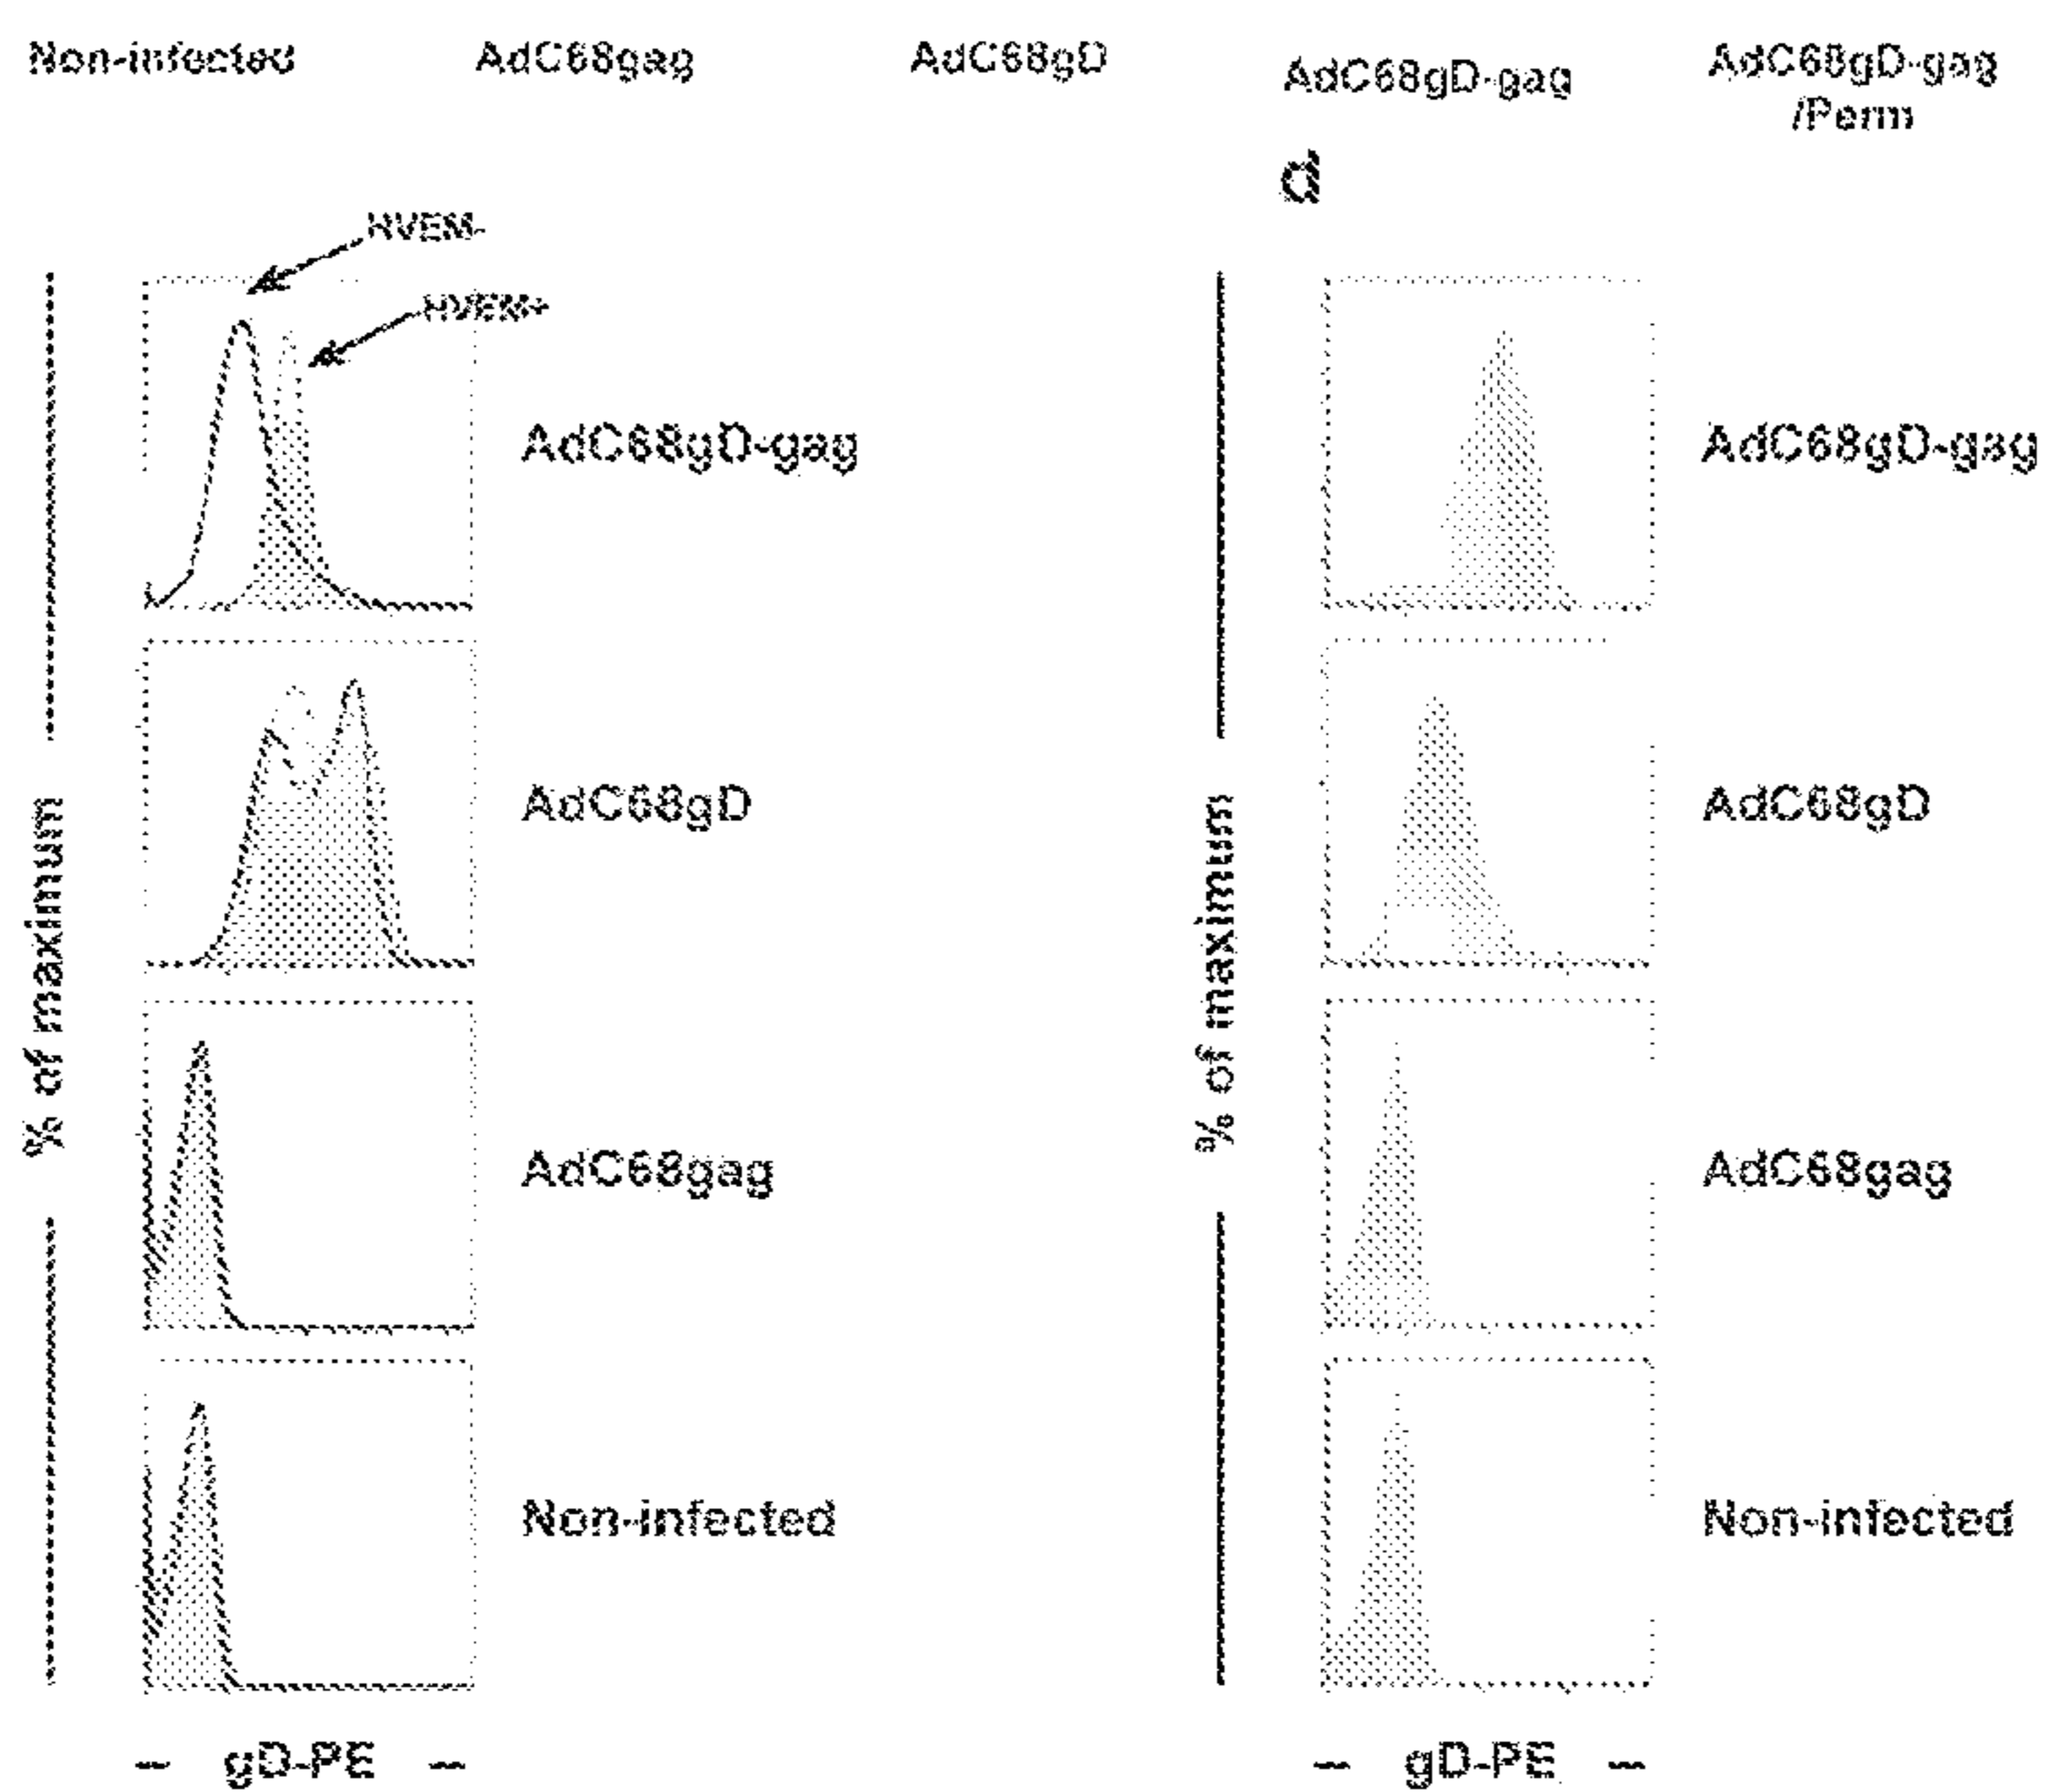 Non-infected
AdC68gag
AdC68gD
AdC68gD-gag
AdC68gD-gag
/Perm
d
HVEM-
HVEM+
AdC68gD-gag
AdC68gD
AdC68gag
Non-infected
% of maximum
- gD-PE -
AdC68gD-gag
AdC68gD
AdC68gag
Non-infected
% of maximum
- gD-PE -